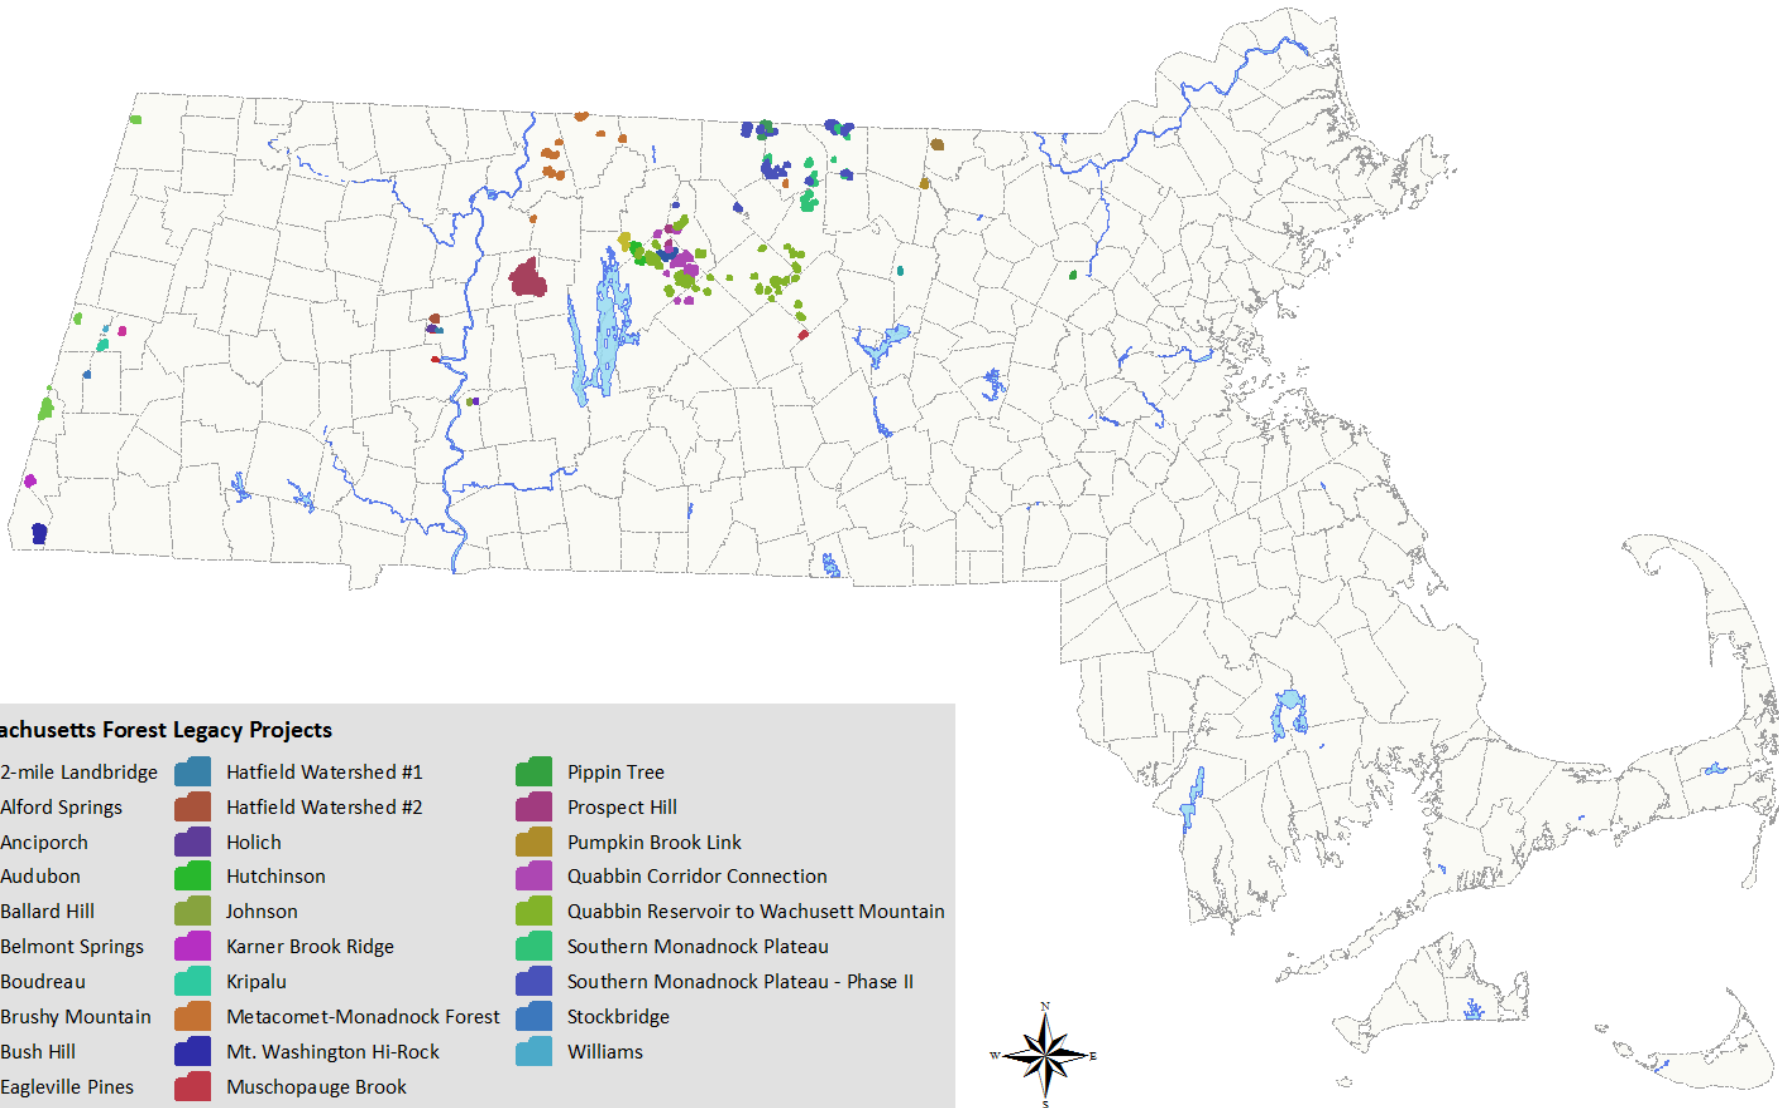 achusetts Forest Legacy Projects
2-mile Landbridge
Alford Springs
Anciporch
Audubon
Ballard Hill
Belmont Springs
Boudreau
Brushy Mountain
Bush Hill
Eagleville Pines
Hatfield Watershed #1
Hatfield Watershed #2
Holich
Hutchinson
Johnson
Karner Brook Ridge
Kripalu
Metacomet-Monadnock Forest
Mt. Washington Hi-Rock
Muschopauge Brook
Pippin Tree
Prospect Hill
Pumpkin Brook Link
Quabbin Corridor Connection
Quabbin Reservoir to Wachusett Mountain
Southern Monadnock Plateau
Southern Monadnock Plateau - Phase II
Stockbridge
Williams
N
W E
S